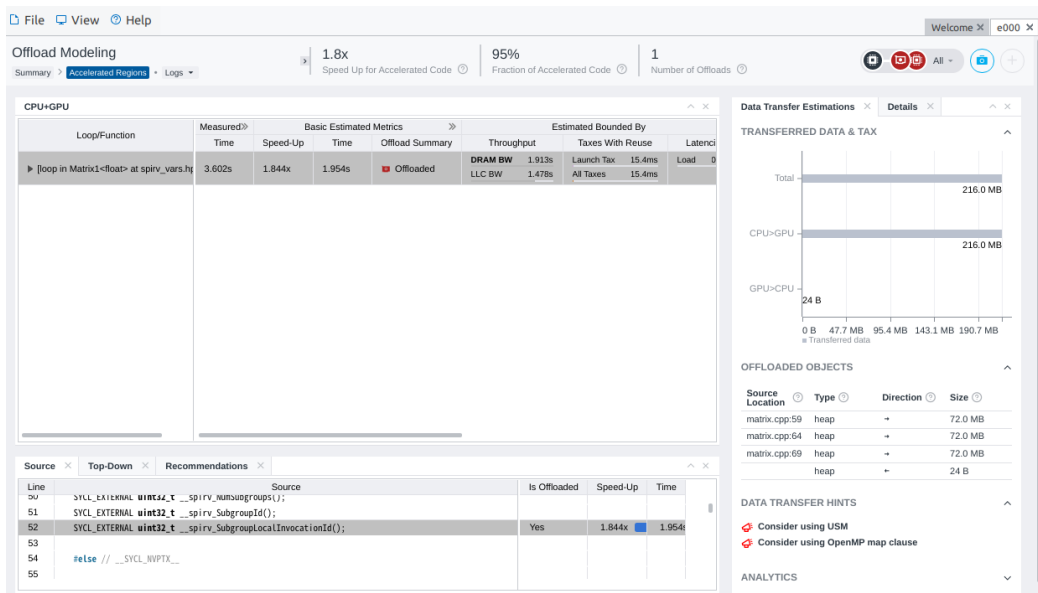 File View Help
Welcome × e000 ×
Offload Modeling
Summary > Accelerated Regions • Logs
1.8x
Speed Up for Accelerated Code
95%
Fraction of Accelerated Code
1
Number of Offloads
All
CPU+GPU
Loop/Function
Measured Basic Estimated Metrics Estimated Bounded By
Time Speed-Up Time Offload Summary Throughput Taxes With Reuse Latenci
[loop in Matrix1<float> at spirv_vars.hp 3.602s 1.844x 1.954s Offloaded
DRAM BW 1.913s Launch Tax 15.4ms Load 0
LLC BW 1.478s All Taxes 15.4ms
Source × Top-Down × Recommendations ×
Line Source Is Offloaded Speed-Up Time
50 SYCL_EXTERNAL uint32_t __spirv_NumSubgroups();
51 SYCL_EXTERNAL uint32_t __spirv_SubgroupId();
52 SYCL_EXTERNAL uint32_t __spirv_SubgroupLocalInvocationId(); Yes 1.844x 1.954s
53
54 #else // __SYCL_NVPTX__
55
Data Transfer Estimations × Details ×
TRANSFERRED DATA & TAX
Total
216.0 MB
CPU>GPU
216.0 MB
GPU>CPU
24 B
0 B 47.7 MB 95.4 MB 143.1 MB 190.7 MB
Transferred data
OFFLOADED OBJECTS
Source Location Type Direction Size
matrix.cpp:59 heap → 72.0 MB
matrix.cpp:64 heap → 72.0 MB
matrix.cpp:69 heap → 72.0 MB
heap ← 24 B
DATA TRANSFER HINTS
Consider using USM
Consider using OpenMP map clause
ANALYTICS